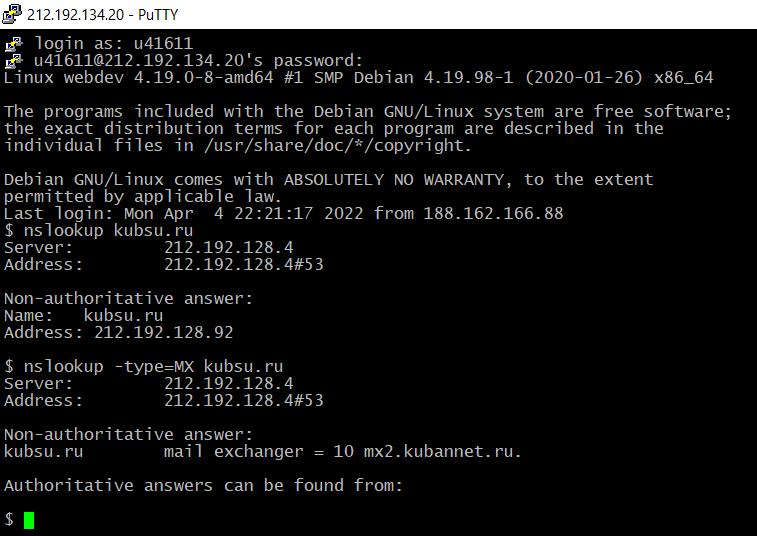 212.192.134.20 - PuTTY
login as: u41611
u41611@212.192.134.20's password:
Linux webdev 4.19.0-8-amd64 #1 SMP Debian 4.19.98-1 (2020-01-26) x86_64
The programs included with the Debian GNU/Linux system are free software;
the exact distribution terms for each program are described in the
individual files in /usr/share/doc/*/copyright.
Debian GNU/Linux comes with ABSOLUTELY NO WARRANTY, to the extent
permitted by applicable law.
Last login: Mon Apr  4 22:21:17 2022 from 188.162.166.88
$ nslookup kubsu.ru
Server:         212.192.128.4
Address:        212.192.128.4#53
Non-authoritative answer:
Name:   kubsu.ru
Address: 212.192.128.92
$ nslookup -type=MX kubsu.ru
Server:         212.192.128.4
Address:        212.192.128.4#53
Non-authoritative answer:
kubsu.ru        mail exchanger = 10 mx2.kubannet.ru.
Authoritative answers can be found from:
$